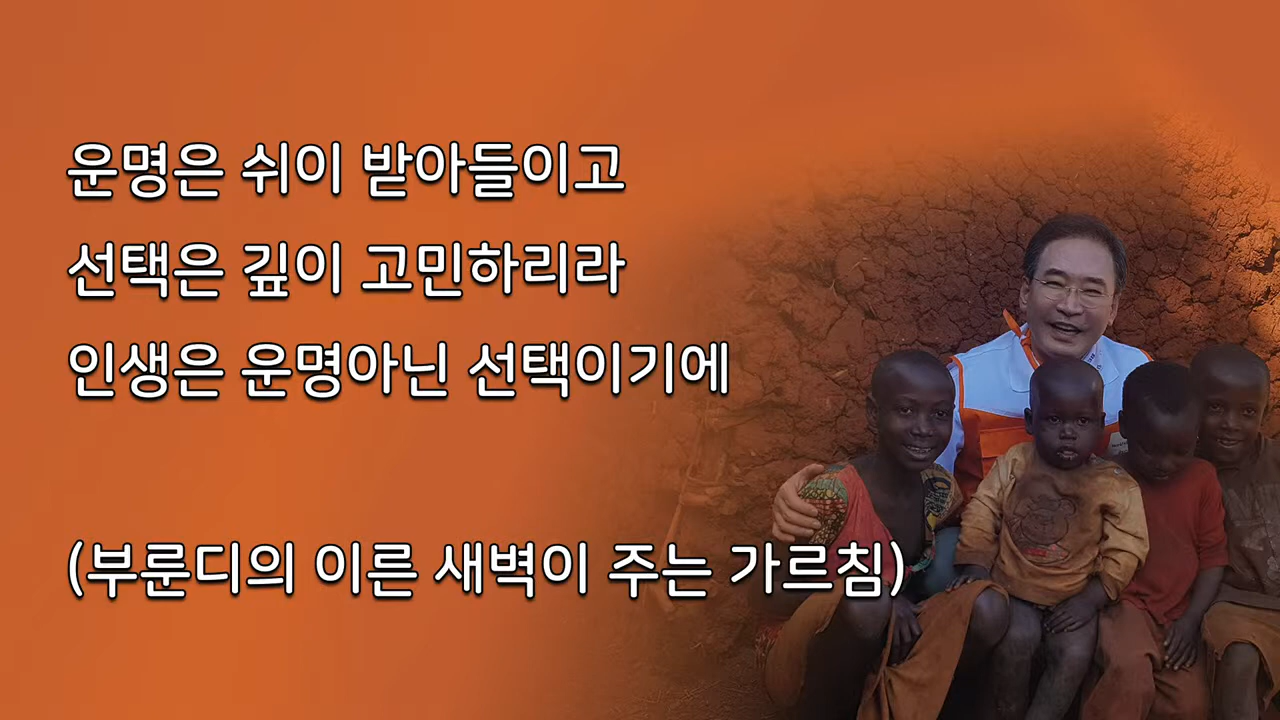 운명은 쉬이 받아들이고
선택은 깊이 고민하리라
인생은 운명아닌 선택이기에
(부룬디의 이른 새벽이 주는 가르침)